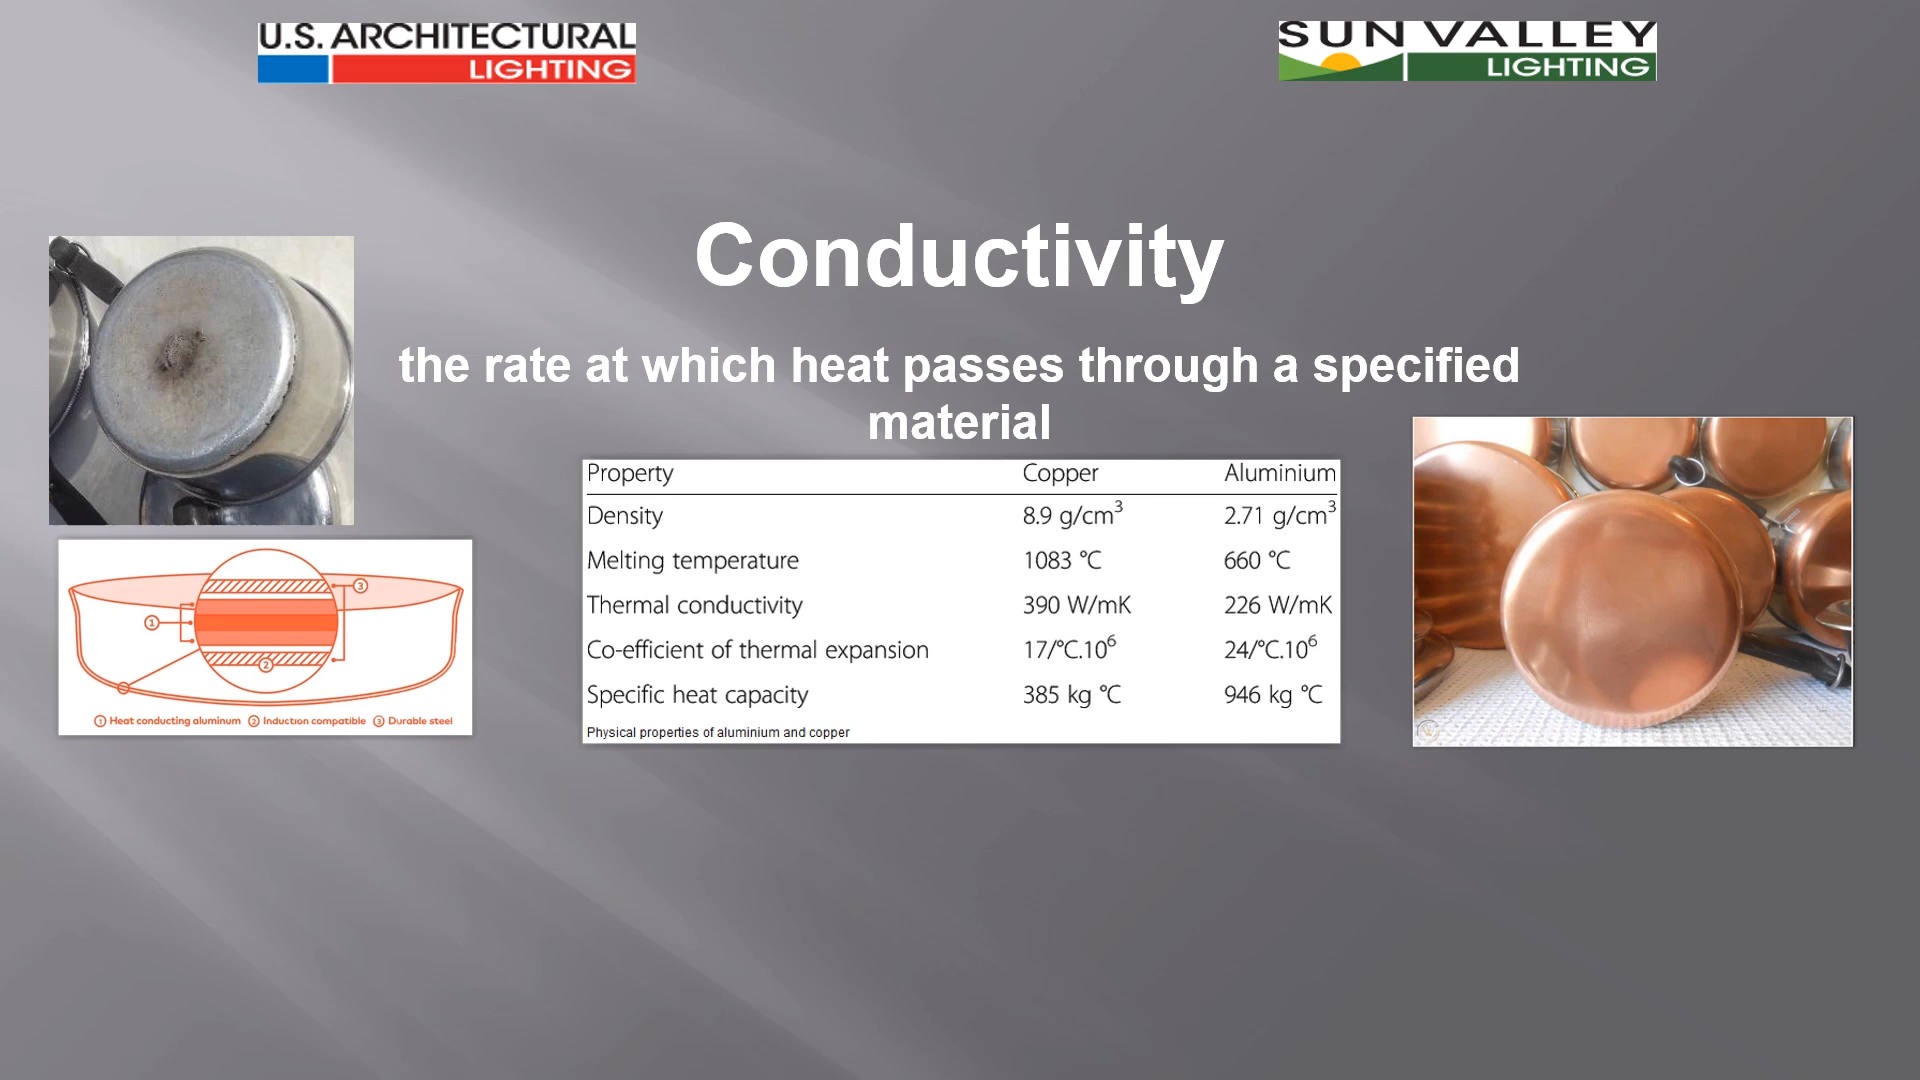 U.S. ARCHITECTURAL
LIGHTING
SUN VALLEY
LIGHTING
Conductivity
the rate at which heat passes through a specified
material
Property Copper Aluminium
Density 8.9 g/cm³ 2.71 g/cm³
Melting temperature 1083 °C 660 °C
Thermal conductivity 390 W/mK 226 W/mK
Co-efficient of thermal expansion 17/°C.10⁶ 24/°C.10⁶
Specific heat capacity 385 kg °C 946 kg °C
Physical properties of aluminium and copper
3
1
2
1 Heat conducting aluminum 2 Induction compatible 3 Durable steel